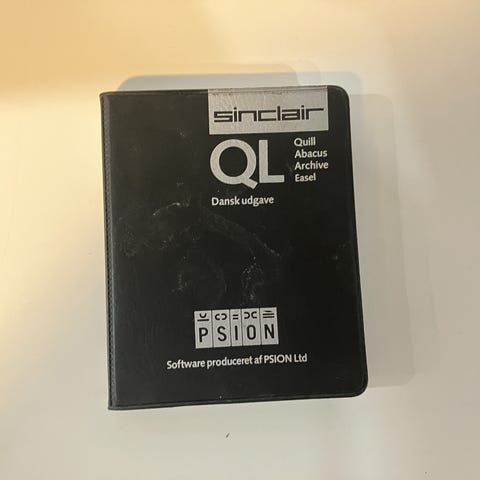 sinclair
QL
Quill
Abacus
Archive
Easel
Dansk udgave
PSION
Software produceret af PSION Ltd